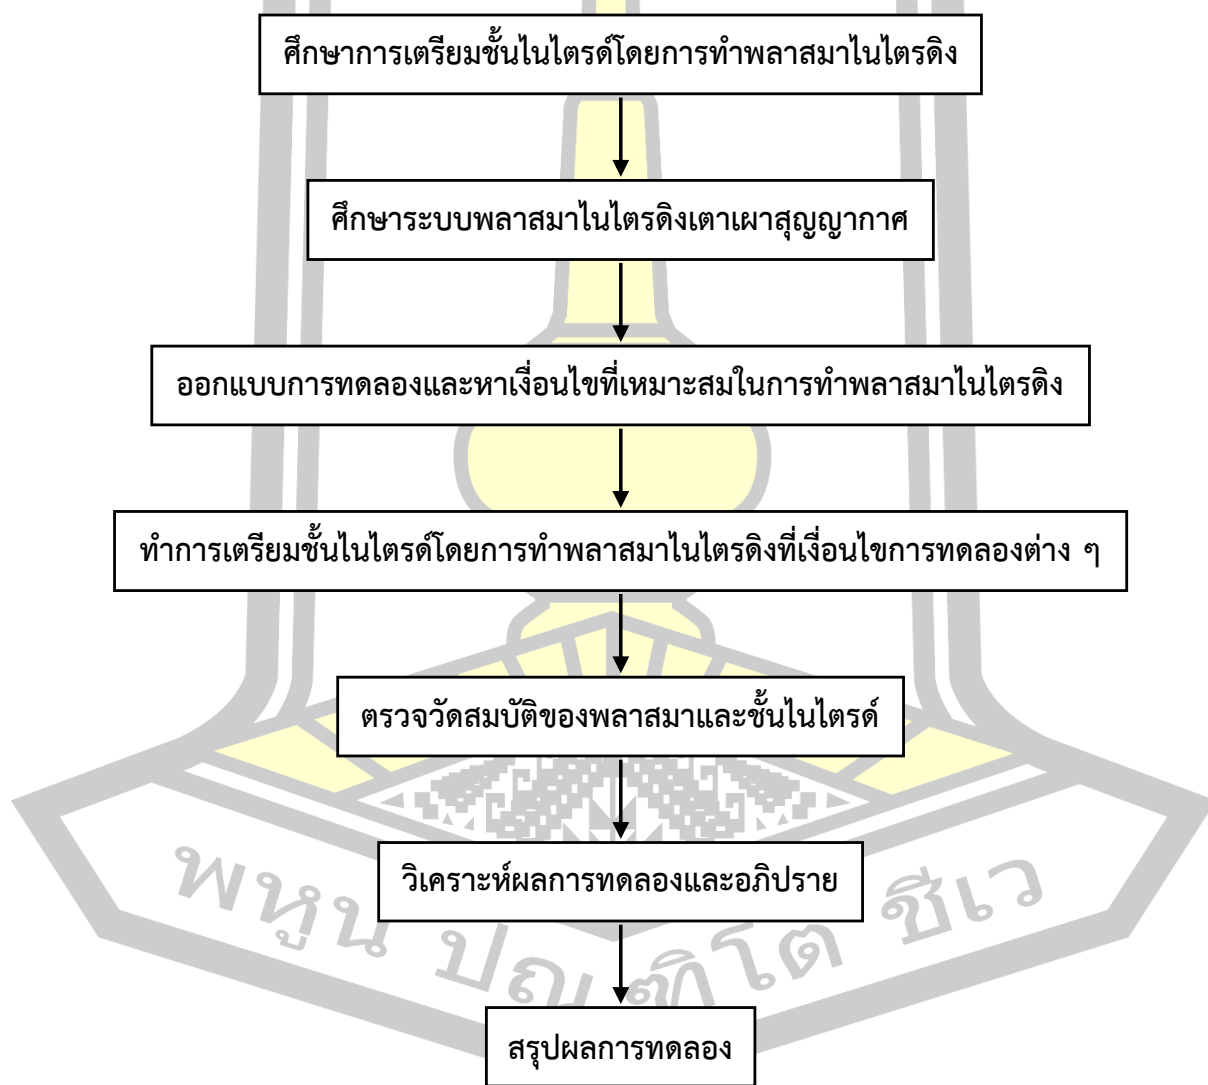 ศึกษาการเตรียมชั้นไนไตรด์โดยการทำพลาสมาไนไตรดิง
ศึกษาระบบพลาสมาไนไตรดิงเตาเผาสุญญากาศ
ออกแบบการทดลองและหาเงื่อนไขที่เหมาะสมในการทำพลาสมาไนไตรดิง
ทำการเตรียมชั้นไนไตรด์โดยการทำพลาสมาไนไตรดิงที่เงื่อนไขการทดลองต่าง ๆ
ตรวจวัดสมบัติของพลาสมาและชั้นไนไตรด์
วิเคราะห์ผลการทดลองและอภิปราย
พหูน ปณฺฑิโต ชีเว
สรุปผลการทดลอง